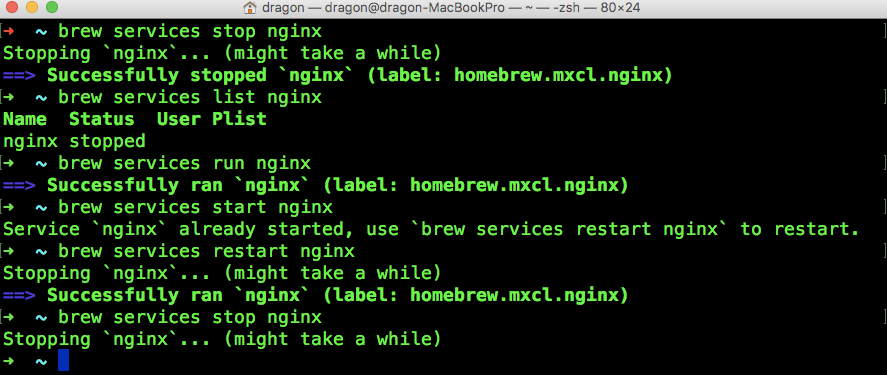 dragon — dragon@dragon-MacBookPro — ~ — -zsh — 80×24
[➜  ~ brew services stop nginx ]
Stopping `nginx`... (might take a while)
==> Successfully stopped `nginx` (label: homebrew.mxcl.nginx)
[➜  ~ brew services list nginx ]
Name  Status  User Plist
nginx stopped
[➜  ~ brew services run nginx ]
==> Successfully ran `nginx` (label: homebrew.mxcl.nginx)
[➜  ~ brew services start nginx ]
Service `nginx` already started, use `brew services restart nginx` to restart.
[➜  ~ brew services restart nginx ]
Stopping `nginx`... (might take a while)
==> Successfully ran `nginx` (label: homebrew.mxcl.nginx)
[➜  ~ brew services stop nginx ]
Stopping `nginx`... (might take a while)
➜  ~